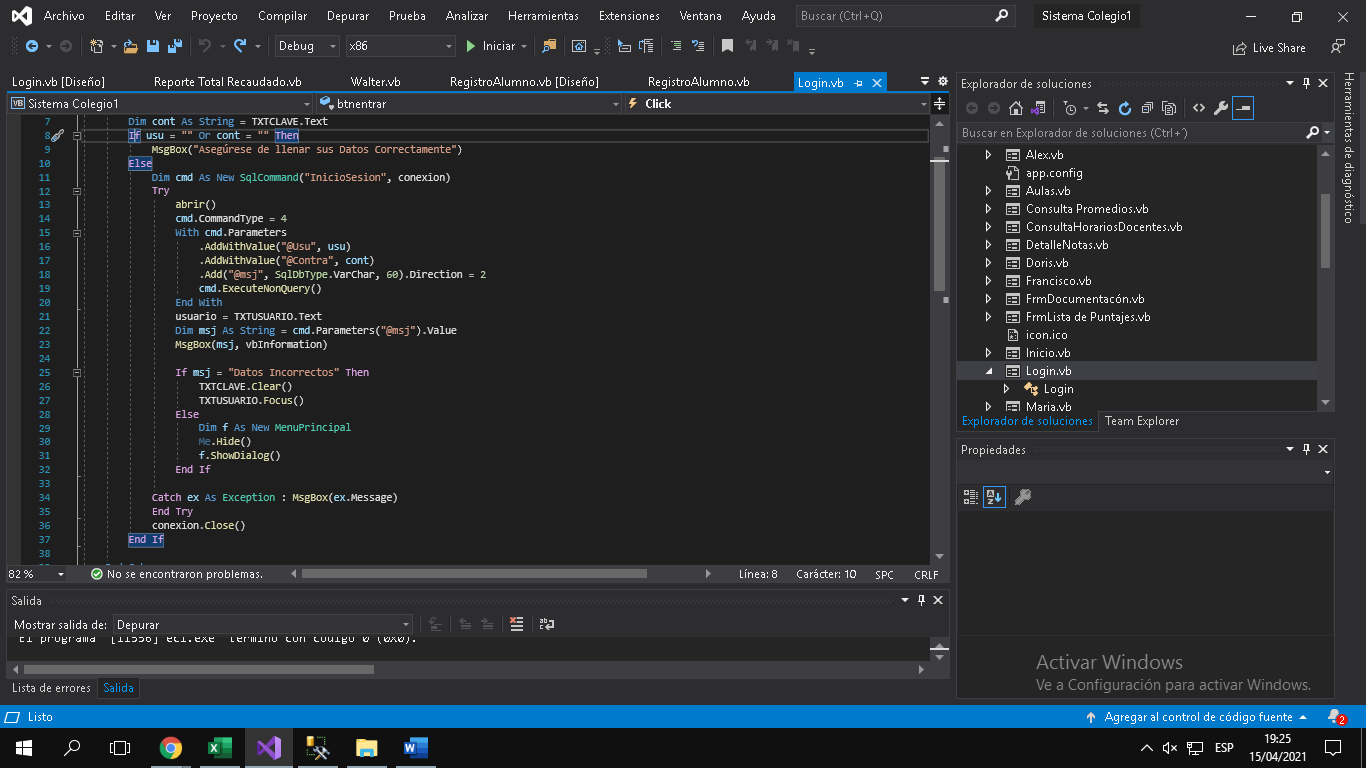 Archivo Editar Ver Proyecto Compilar Depurar Prueba Analizar Herramientas Extensiones Ventana Ayuda Buscar (Ctrl+Q) Sistema Colegio1
Debug x86 Iniciar Live Share
Login.vb [Diseño] Reporte Total Recaudado.vb Walter.vb RegistroAlumno.vb [Diseño] RegistroAlumno.vb Login.vb
Sistema Colegio1 btnentrar Click
7 Dim cont As String = TXTCLAVE.Text
8 If usu = "" Or cont = "" Then
9 MsgBox("Asegúrese de llenar sus Datos Correctamente")
10 Else
11 Dim cmd As New SqlCommand("InicioSesion", conexion)
12 Try
13 abrir()
14 cmd.CommandType = 4
15 With cmd.Parameters
16 .AddWithValue("@Usu", usu)
17 .AddWithValue("@Contra", cont)
18 .Add("@msj", SqlDbType.VarChar, 60).Direction = 2
19 cmd.ExecuteNonQuery()
20 End With
21 usuario = TXTUSUARIO.Text
22 Dim msj As String = cmd.Parameters("@msj").Value
23 MsgBox(msj, vbInformation)
24
25 If msj = "Datos Incorrectos" Then
26 TXTCLAVE.Clear()
27 TXTUSUARIO.Focus()
28 Else
29 Dim f As New MenuPrincipal
30 Me.Hide()
31 f.ShowDialog()
32 End If
33
34 Catch ex As Exception : MsgBox(ex.Message)
35 End Try
36 conexion.Close()
37 End If
38
82 % No se encontraron problemas. Línea: 8 Carácter: 10 SPC CRLF
Salida
Mostrar salida de: Depurar
El programa
Lista de errores Salida
Explorador de soluciones
Buscar en Explorador de soluciones (Ctrl+´)
Alex.vb
app.config
Aulas.vb
Consulta Promedios.vb
ConsultaHorariosDocentes.vb
DetalleNotas.vb
Doris.vb
Francisco.vb
FrmDocumentacón.vb
FrmLista de Puntajes.vb
icon.ico
Inicio.vb
Login.vb
Login
Maria.vb
Explorador de soluciones Team Explorer
Propiedades
Herramientas de diagnóstico
Activar Windows
Ve a Configuración para activar Windows.
Listo Agregar al control de código fuente 2
ESP 19:25
15/04/2021